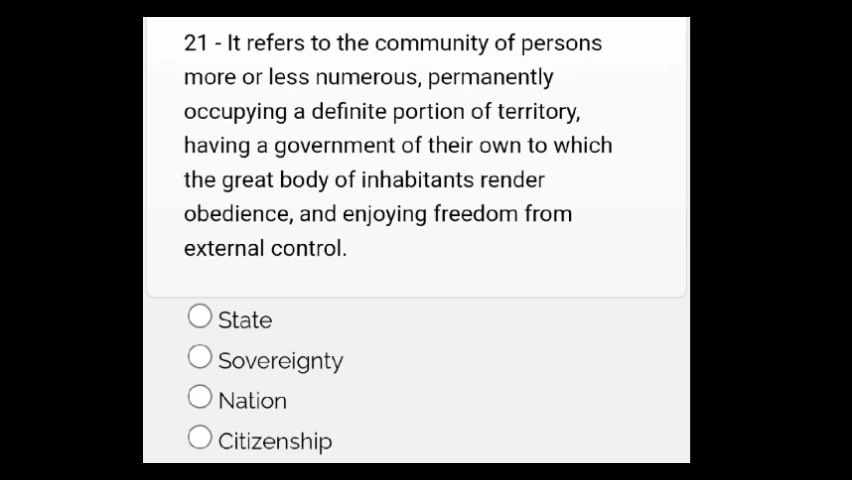 21 - It refers to the community of persons
more or less numerous, permanently
occupying a definite portion of territory,
having a government of their own to which
the great body of inhabitants render
obedience, and enjoying freedom from
external control.
State
Sovereignty
Nation
Citizenship